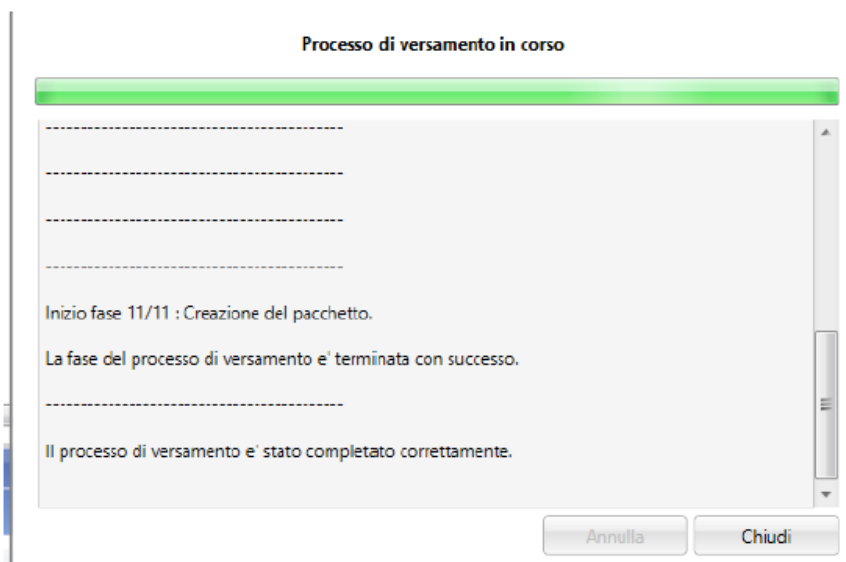 Processo di versamento in corso
-------------------------------------------
-------------------------------------------
-------------------------------------------
-------------------------------------------
Inizio fase 11/11 : Creazione del pacchetto.
La fase del processo di versamento e' terminata con successo.
-------------------------------------------
Il processo di versamento e' stato completato correttamente.
Annulla
Chiudi